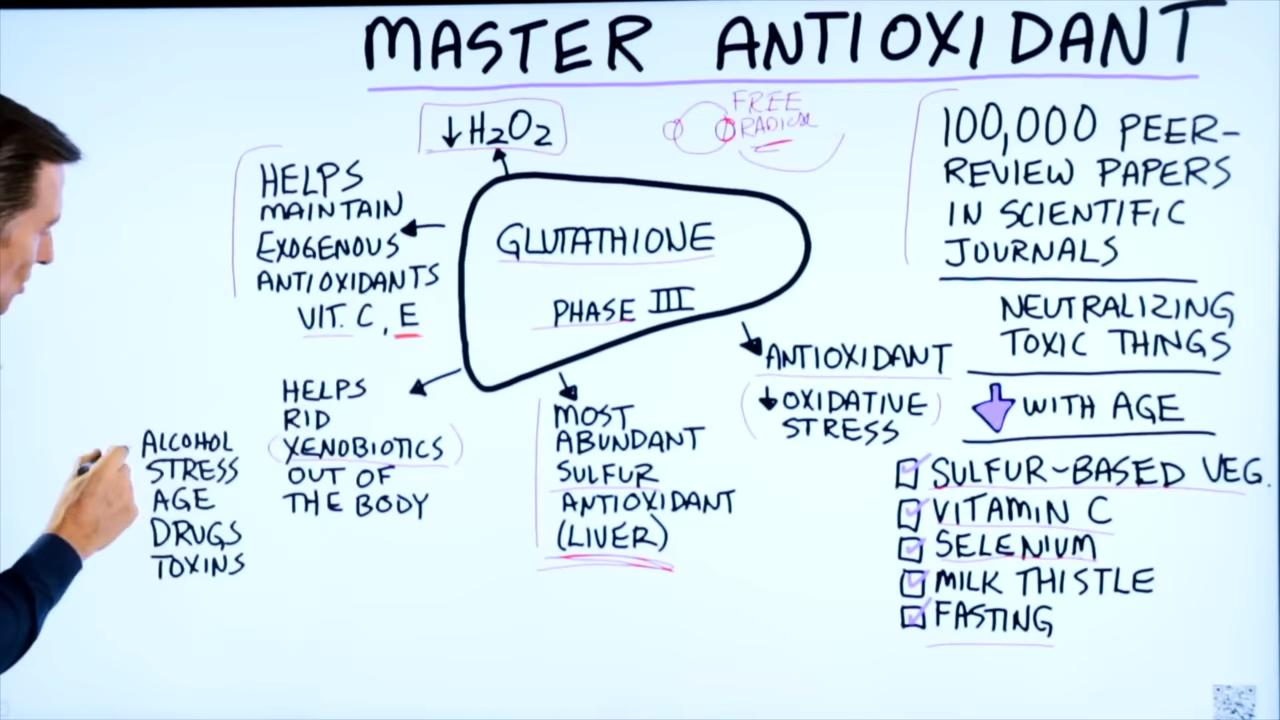 MASTER ANTIOXIDANT
↓H2O2
FREE
RADICAL
HELPS
MAINTAIN
EXOGENOUS
ANTIOXIDANTS
VIT. C, E
GLUTATHIONE
PHASE III
HELPS
RID
XENOBIOTICS
OUT OF
THE BODY
ALCOHOL
STRESS
AGE
DRUGS
TOXINS
MOST
ABUNDANT
SULFUR
ANTIOXIDANT
(LIVER)
ANTIOXIDANT
(↓OXIDATIVE)
STRESS
100,000 PEER-
REVIEW PAPERS
IN SCIENTIFIC
JOURNALS
NEUTRALIZING
TOXIC THINGS
↓ WITH AGE
SULFUR-BASED VEG.
VITAMIN C
SELENIUM
MILK THISTLE
FASTING